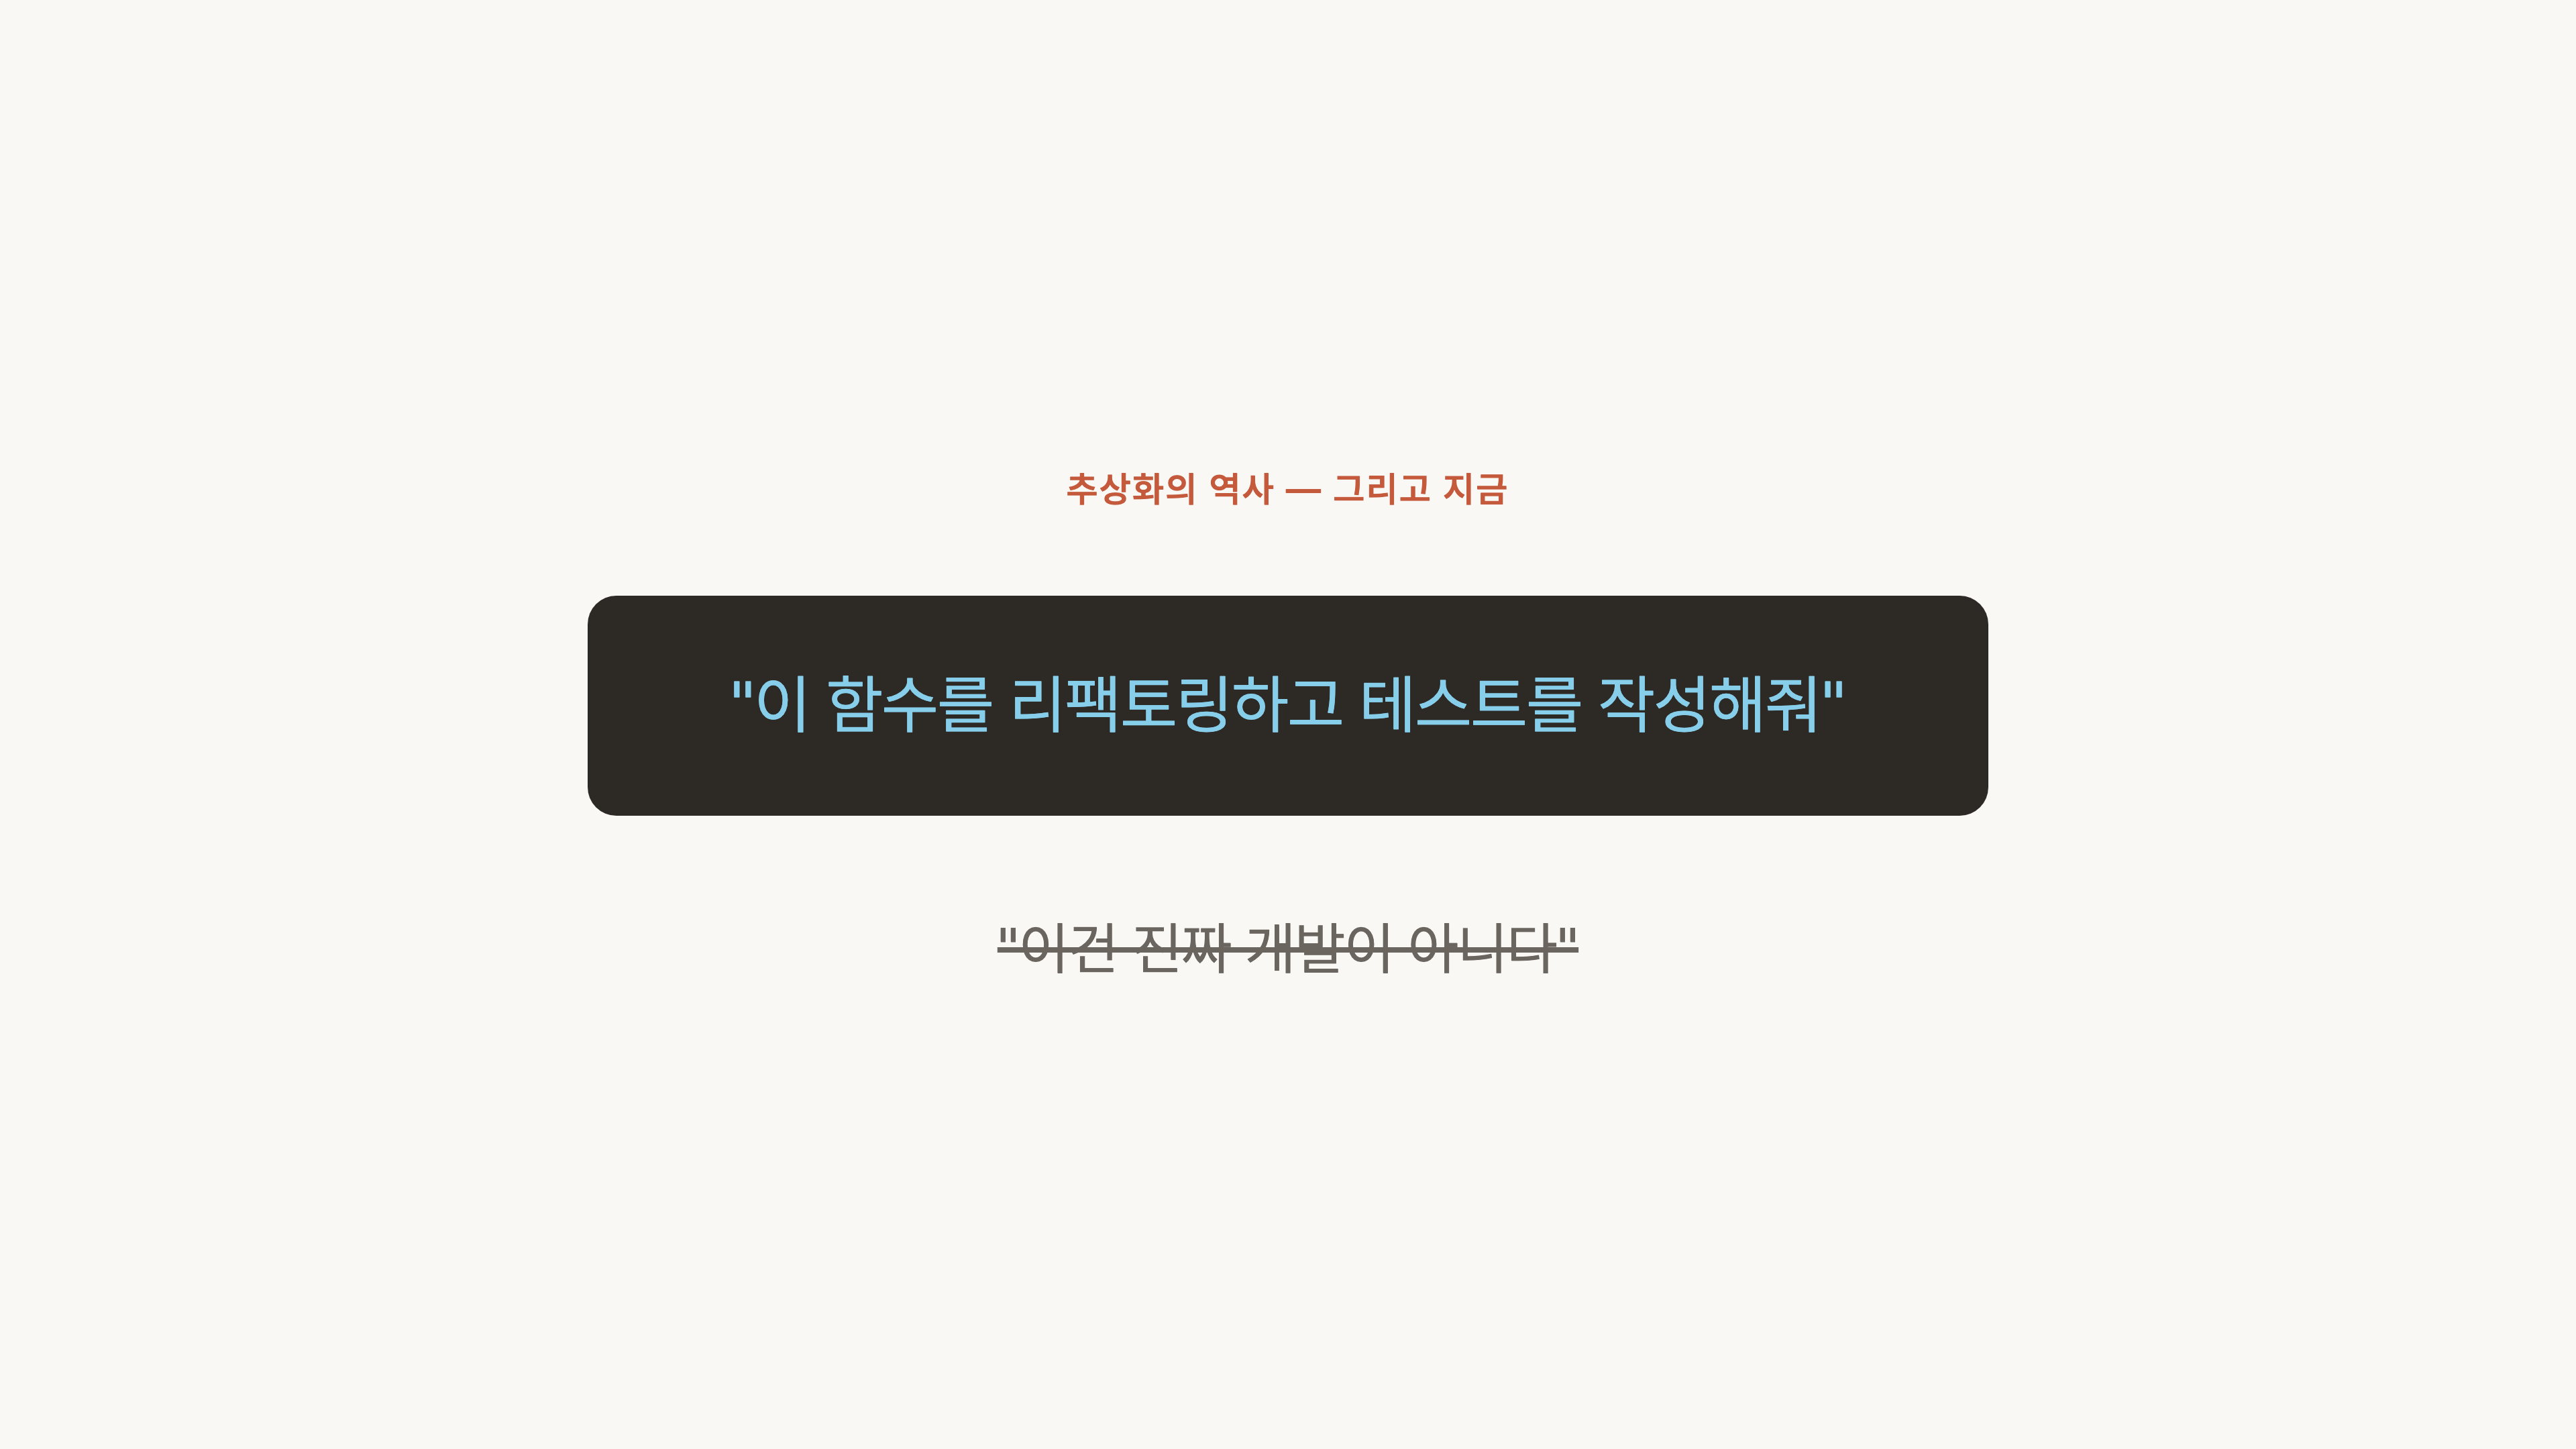 추상화의 역사 — 그리고 지금
"이 함수를 리팩토링하고 테스트를 작성해줘"
"이건 진짜 개발이 아니다"